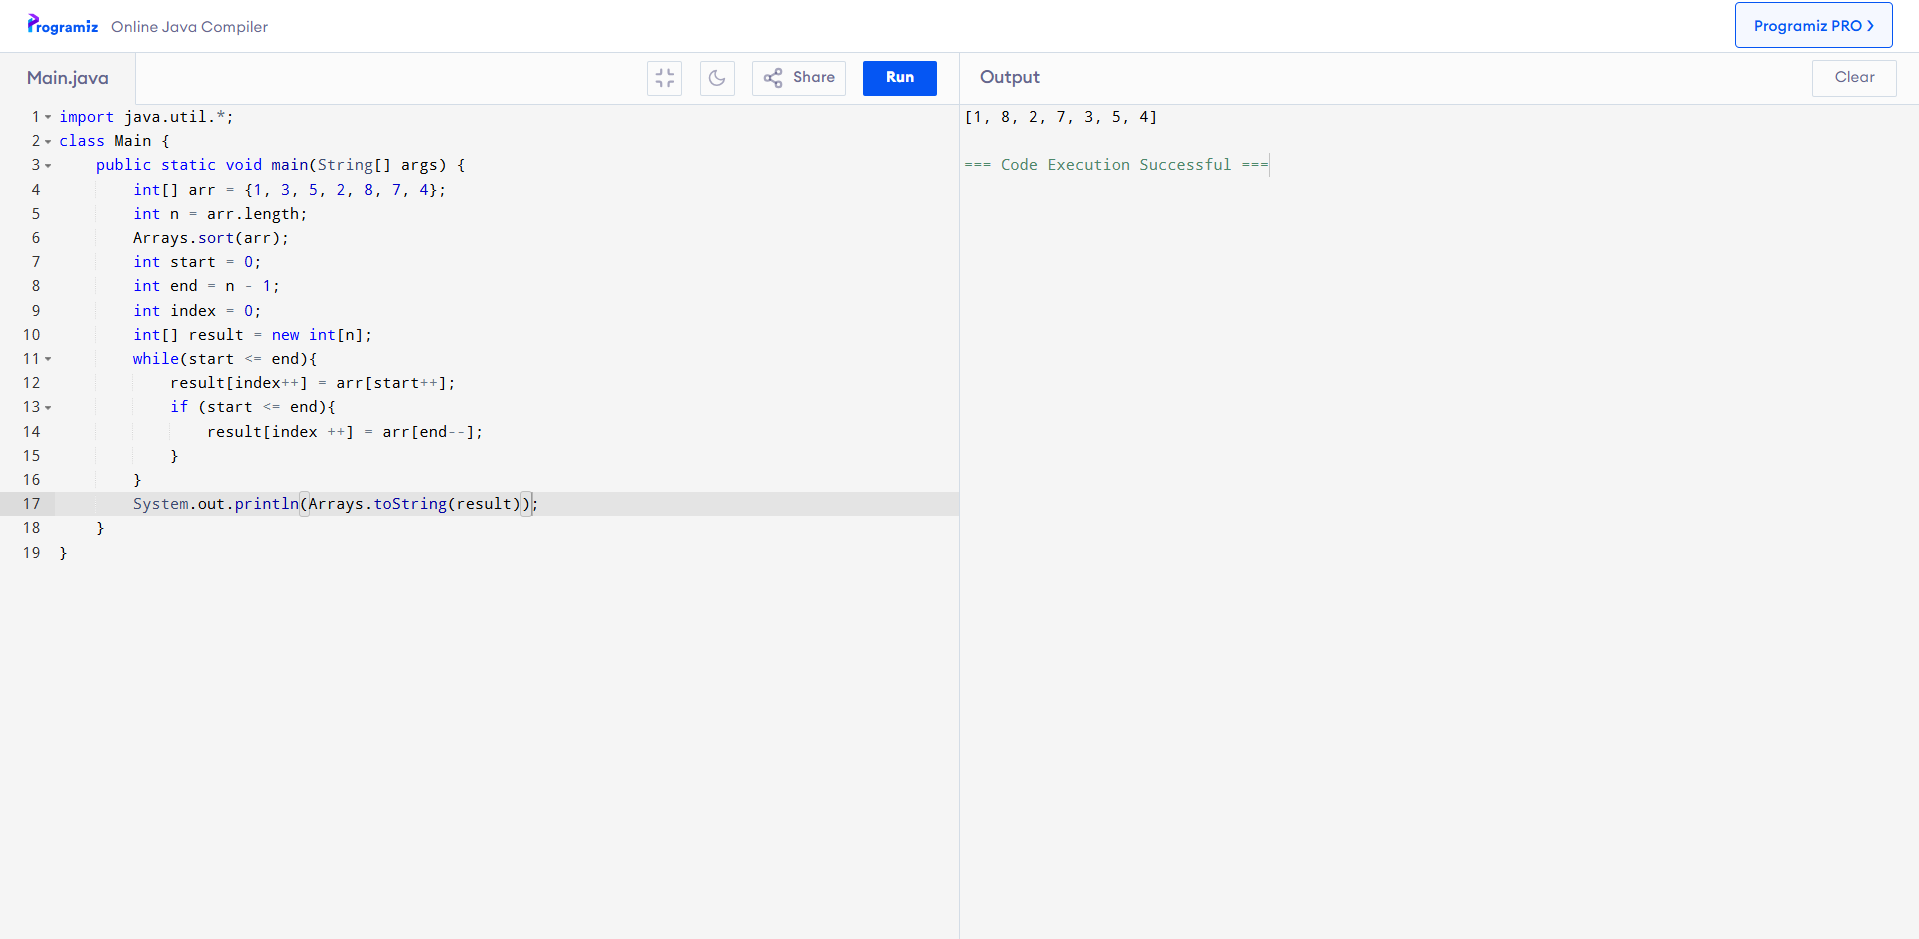 Programiz Online Java Compiler
Programiz PRO
Main.java
Share
Run
Output
Clear
1 import java.util.*;
2 class Main {
3     public static void main(String[] args) {
4         int[] arr = {1, 3, 5, 2, 8, 7, 4};
5         int n = arr.length;
6         Arrays.sort(arr);
7         int start = 0;
8         int end = n - 1;
9         int index = 0;
10         int[] result = new int[n];
11         while(start <= end){
12             result[index++] = arr[start++];
13             if (start <= end){
14                 result[index ++] = arr[end--];
15             }
16         }
17         System.out.println(Arrays.toString(result));
18     }
19 }
[1, 8, 2, 7, 3, 5, 4]
=== Code Execution Successful ===